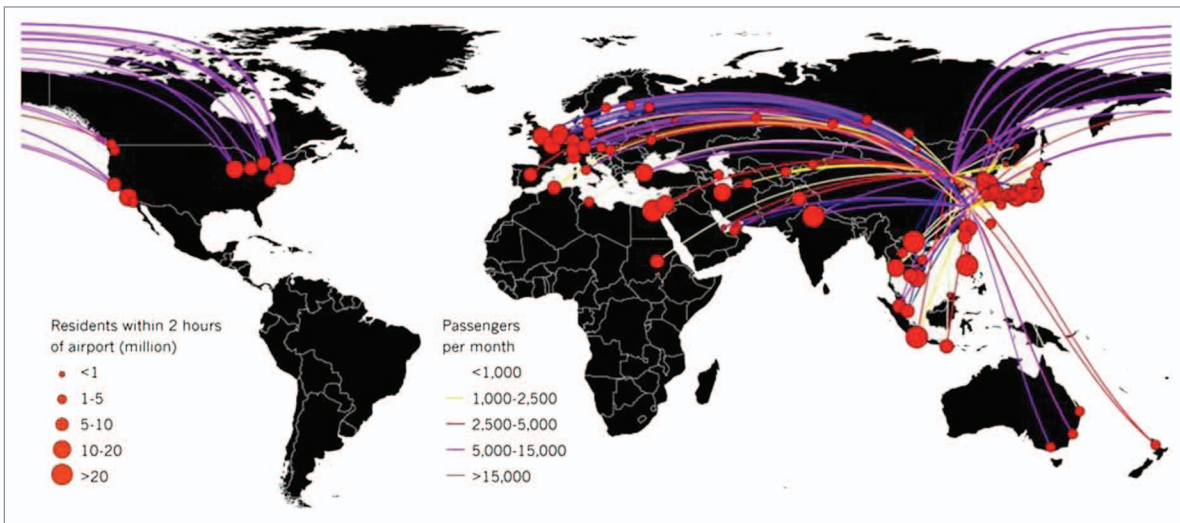 Residents within 2 hours
of airport (million)
<1
1-5
5-10
10-20
>20
Passengers
per month
<1,000
1,000-2,500
2,500-5,000
5,000-15,000
>15,000